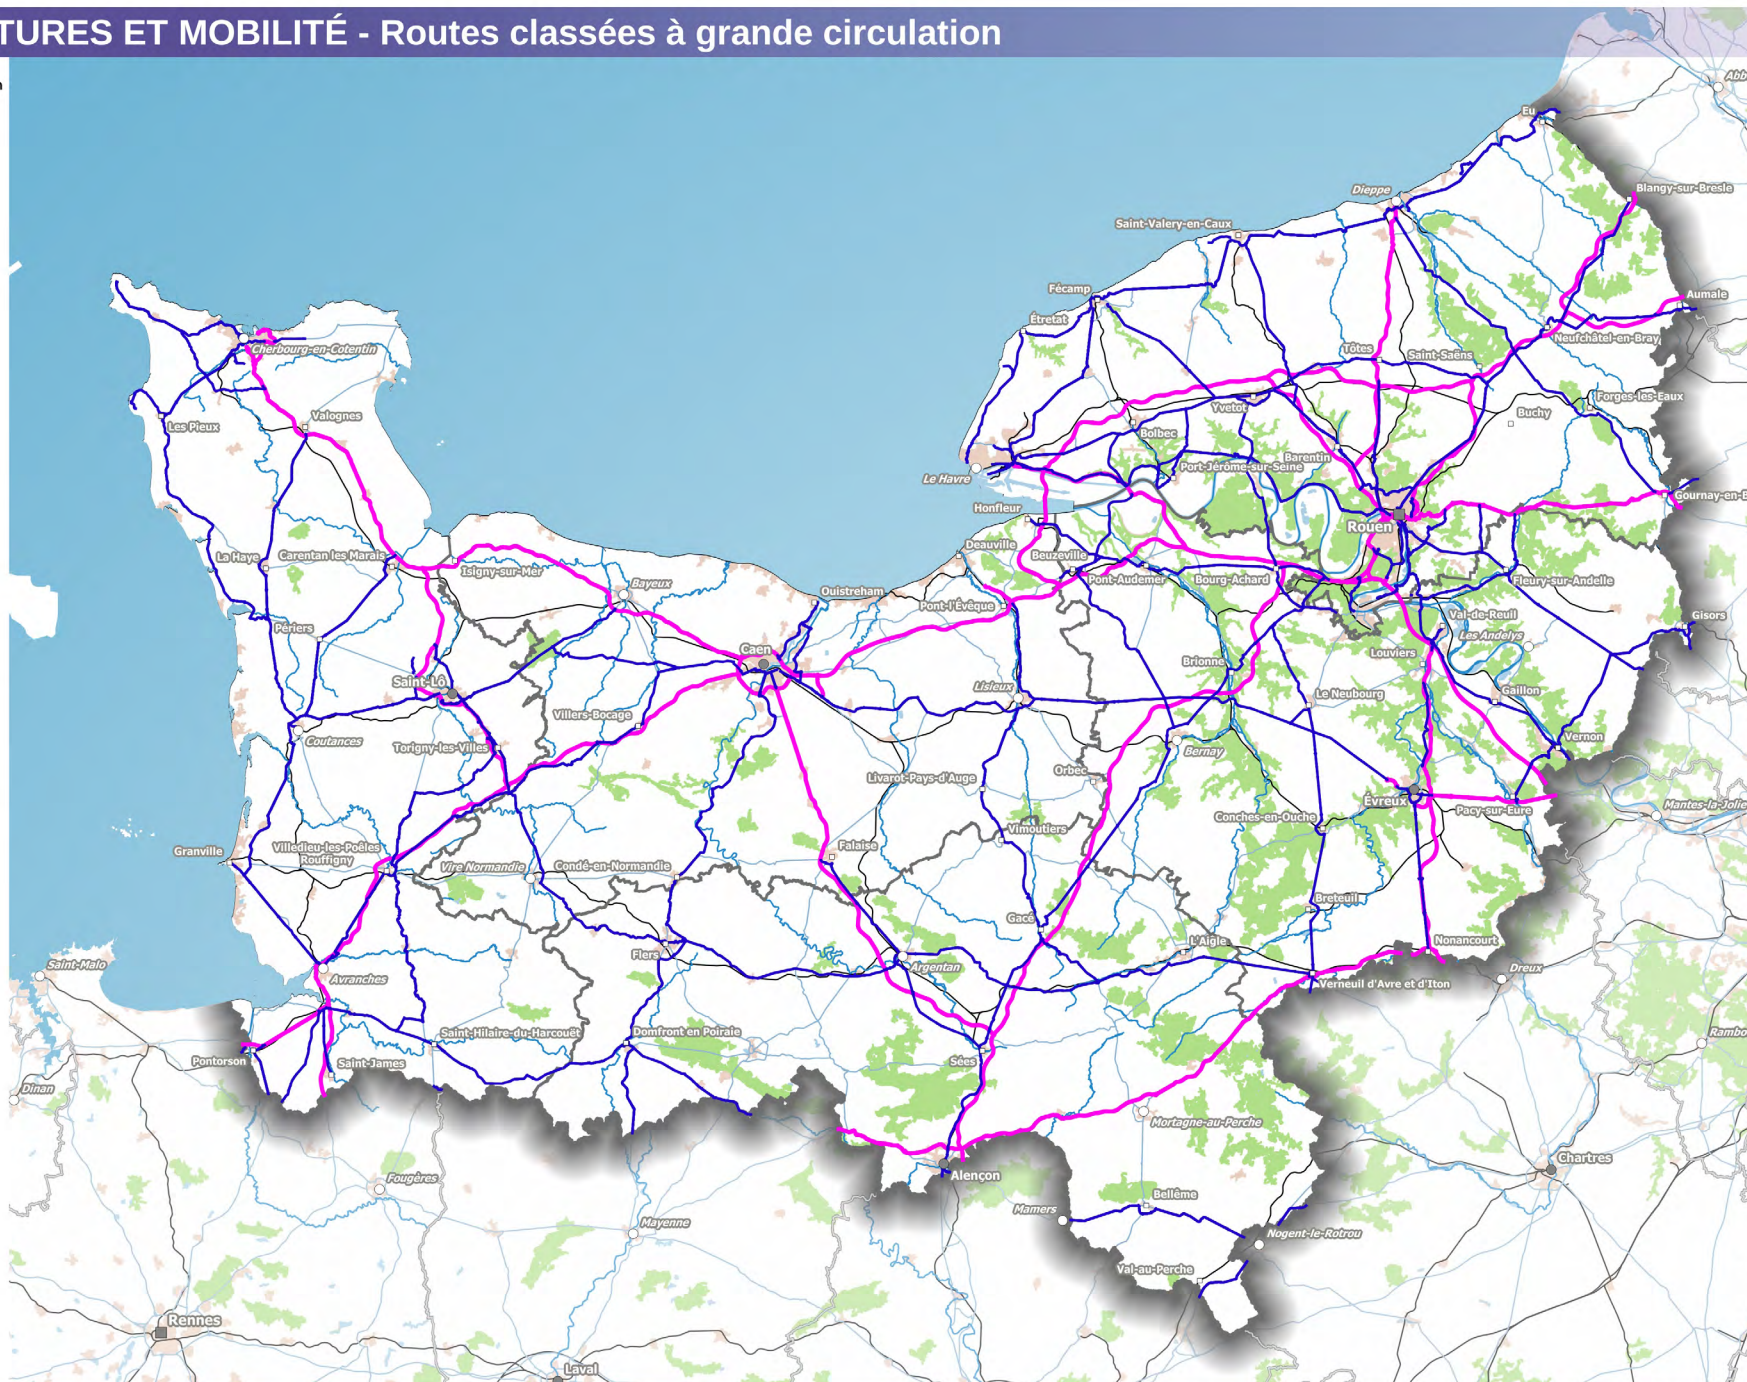 TURES ET MOBILITÉ - Routes classées à grande circulation
Eu
Blangy-sur-Bresle
Dieppe
Saint-Valery-en-Caux
Fécamp
Aumale
Étretat
Neufchâtel-en-Bray
Cherbourg-en-Cotentin
Tôtes
Saint-Saëns
Forges-les-Eaux
Yvetot
Buchy
Valognes
Les Pieux
Bolbec
Barentin
Port-Jérôme-sur-Seine
Le Havre
Gournay-en-B
Honfleur
Rouen
Deauville
La Haye
Carentan les Marais
Beuzeville
Isigny-sur-Mer
Pont-Audemer
Bourg-Achard
Fleury-sur-Andelle
Bayeux
Ouistreham
Pont-l'Évêque
Val-de-Reuil
Gisors
Périers
Les Andelys
Caen
Louviers
Brionne
Saint-Lô
Lisieux
Le Neubourg
Gaillon
Villers-Bocage
Vernon
Coutances
Torigny-les-Villes
Bernay
Orbec
Livarot-Pays-d'Auge
Évreux
Mantes-la-Jolie
Pacy-sur-Eure
Conches-en-Ouche
Vimoutiers
Granville
Villedieu-les-Poêles
Rouffigny
Falaise
Vire Normandie
Condé-en-Normandie
Breteuil
Gacé
L'Aigle
Nonancourt
Flers
Saint-Malo
Argentan
Dreux
Avranches
Verneuil d'Avre et d'Iton
Saint-Hilaire-du-Harcouët
Domfront en Poiraie
Rambo
Pontorson
Saint-James
Sées
Dinan
Mortagne-au-Perche
Chartres
Alençon
Fougères
Bellême
Mamers
Mayenne
Nogent-le-Rotrou
Val-au-Perche
Rennes
Laval